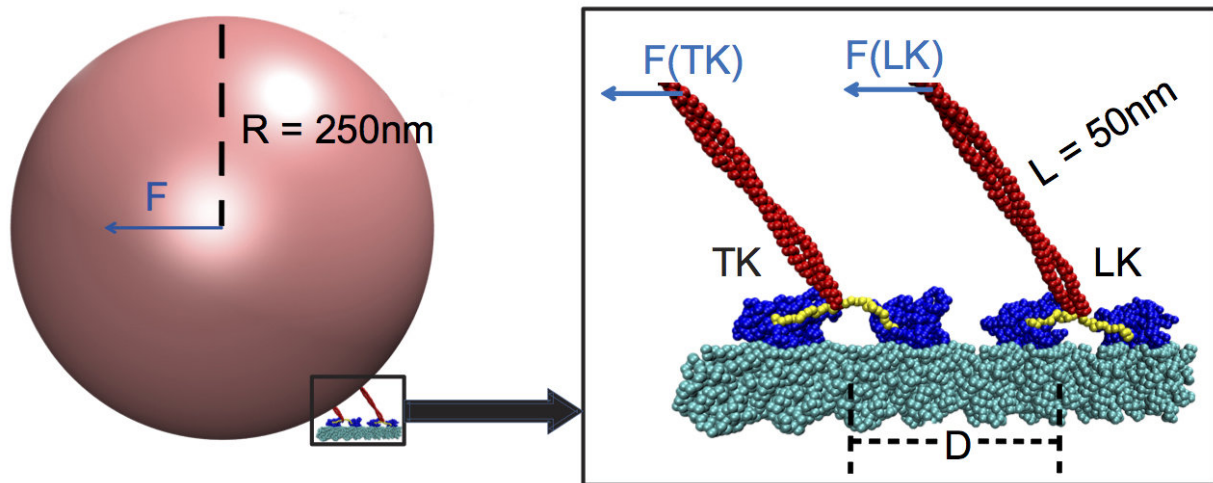 R = 250nm
F
F(TK)
F(LK)
L = 50nm
TK
LK
D